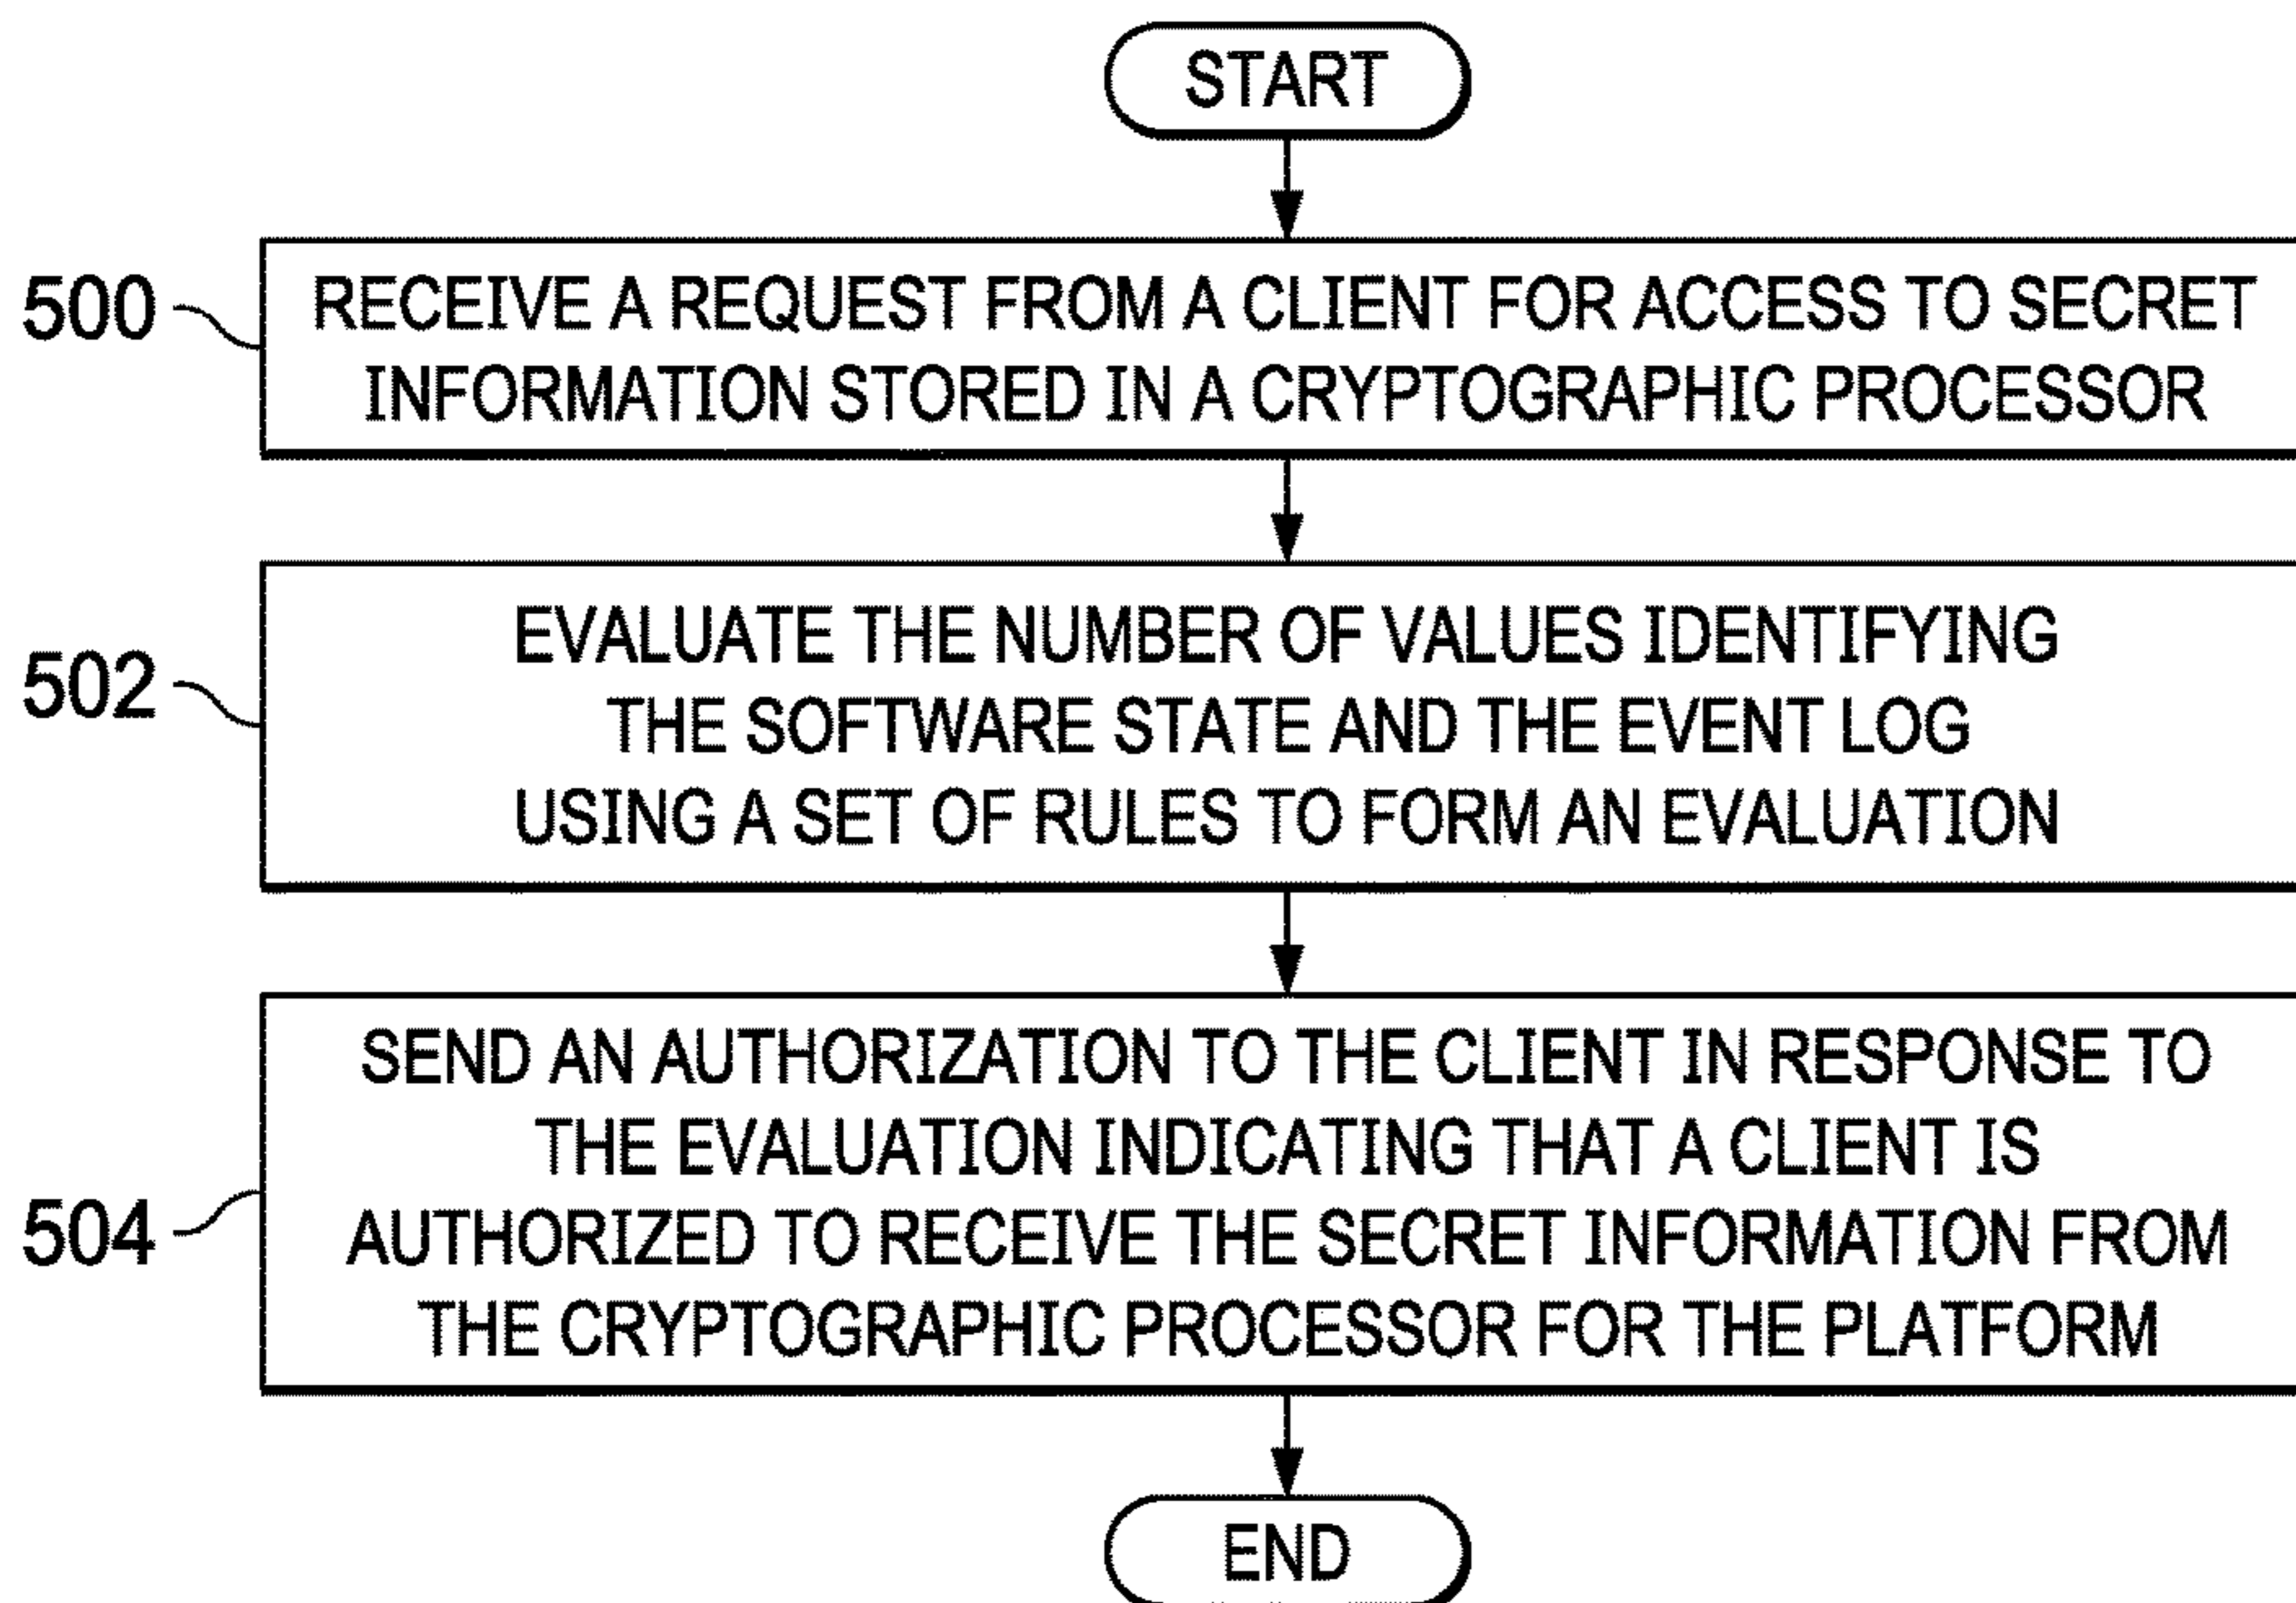 START
500
RECEIVE A REQUEST FROM A CLIENT FOR ACCESS TO SECRET
INFORMATION STORED IN A CRYPTOGRAPHIC PROCESSOR
502
EVALUATE THE NUMBER OF VALUES IDENTIFYING
THE SOFTWARE STATE AND THE EVENT LOG
USING A SET OF RULES TO FORM AN EVALUATION
504
SEND AN AUTHORIZATION TO THE CLIENT IN RESPONSE TO
THE EVALUATION INDICATING THAT A CLIENT IS
AUTHORIZED TO RECEIVE THE SECRET INFORMATION FROM
THE CRYPTOGRAPHIC PROCESSOR FOR THE PLATFORM
END